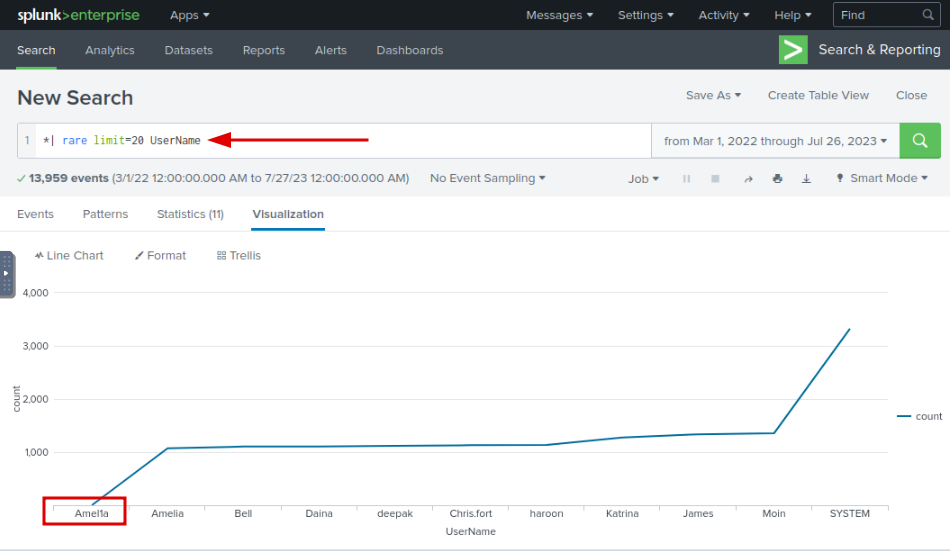 splunk>enterprise Apps Messages Settings Activity Help Find
Search Analytics Datasets Reports Alerts Dashboards Search & Reporting
New Search Save As Create Table View Close
1 *| rare limit=20 UserName from Mar 1, 2022 through Jul 26, 2023
13,959 events (3/1/22 12:00:00.000 AM to 7/27/23 12:00:00.000 AM) No Event Sampling Job Smart Mode
Events Patterns Statistics (11) Visualization
Line Chart Format Trellis
4,000
3,000
2,000
1,000
count
count
Amel1a Amelia Bell Daina deepak Chris.fort haroon Katrina James Moin SYSTEM
UserName